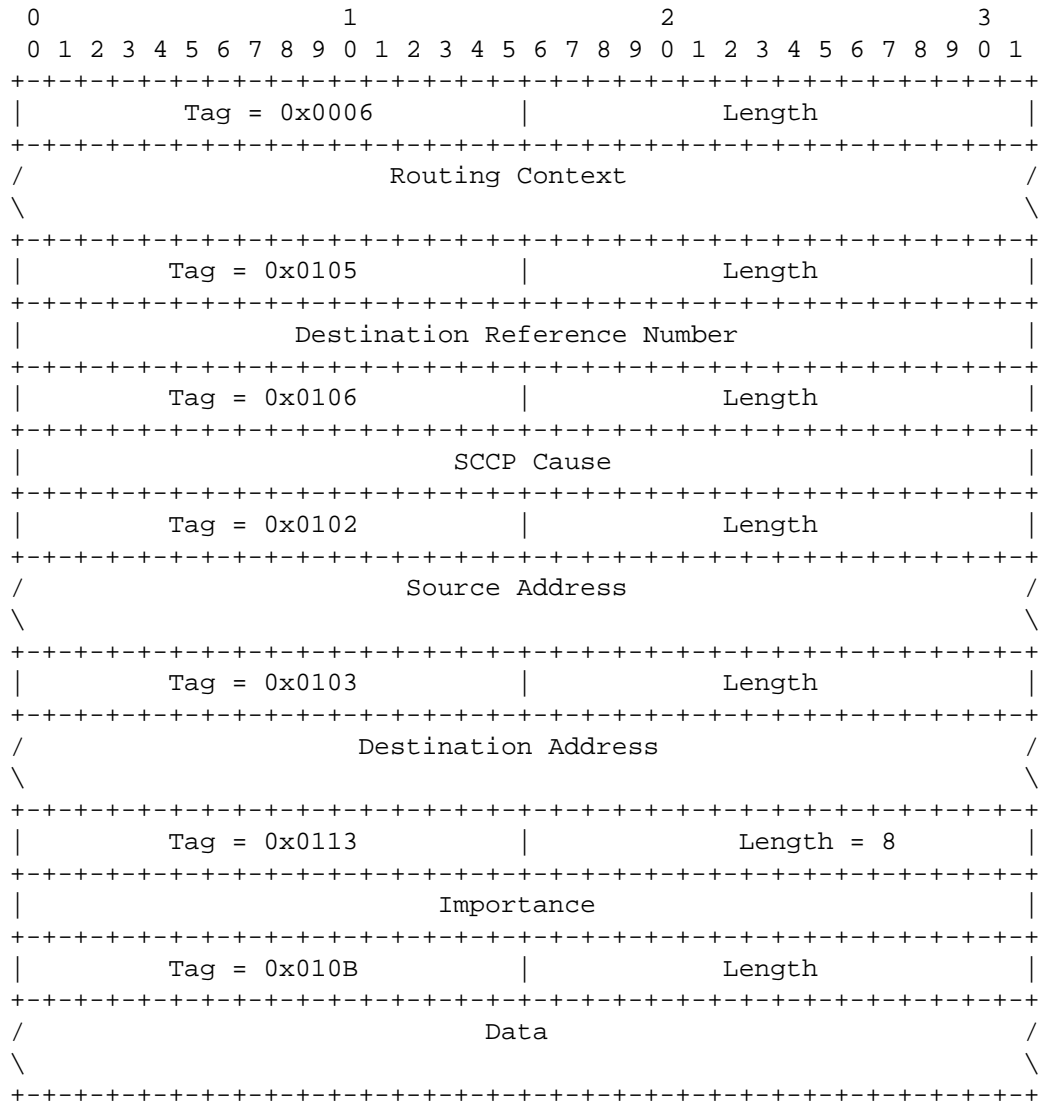 0                   1                   2                   3
 0 1 2 3 4 5 6 7 8 9 0 1 2 3 4 5 6 7 8 9 0 1 2 3 4 5 6 7 8 9 0 1
+-+-+-+-+-+-+-+-+-+-+-+-+-+-+-+-+-+-+-+-+-+-+-+-+-+-+-+-+-+-+-+-+
|          Tag = 0x0006         |            Length             |
+-+-+-+-+-+-+-+-+-+-+-+-+-+-+-+-+-+-+-+-+-+-+-+-+-+-+-+-+-+-+-+-+
/                       Routing Context                         /
\                                                               \
+-+-+-+-+-+-+-+-+-+-+-+-+-+-+-+-+-+-+-+-+-+-+-+-+-+-+-+-+-+-+-+-+
|         Tag = 0x0105          |            Length             |
+-+-+-+-+-+-+-+-+-+-+-+-+-+-+-+-+-+-+-+-+-+-+-+-+-+-+-+-+-+-+-+-+
|                 Destination Reference Number                  |
+-+-+-+-+-+-+-+-+-+-+-+-+-+-+-+-+-+-+-+-+-+-+-+-+-+-+-+-+-+-+-+-+
|         Tag = 0x0106          |            Length             |
+-+-+-+-+-+-+-+-+-+-+-+-+-+-+-+-+-+-+-+-+-+-+-+-+-+-+-+-+-+-+-+-+
|                           SCCP Cause                          |
+-+-+-+-+-+-+-+-+-+-+-+-+-+-+-+-+-+-+-+-+-+-+-+-+-+-+-+-+-+-+-+-+
|         Tag = 0x0102          |            Length             |
+-+-+-+-+-+-+-+-+-+-+-+-+-+-+-+-+-+-+-+-+-+-+-+-+-+-+-+-+-+-+-+-+
/                        Source Address                         /
\                                                               \
+-+-+-+-+-+-+-+-+-+-+-+-+-+-+-+-+-+-+-+-+-+-+-+-+-+-+-+-+-+-+-+-+
|         Tag = 0x0103          |            Length             |
+-+-+-+-+-+-+-+-+-+-+-+-+-+-+-+-+-+-+-+-+-+-+-+-+-+-+-+-+-+-+-+-+
/                     Destination Address                       /
\                                                               \
+-+-+-+-+-+-+-+-+-+-+-+-+-+-+-+-+-+-+-+-+-+-+-+-+-+-+-+-+-+-+-+-+
|         Tag = 0x0113          |             Length = 8        |
+-+-+-+-+-+-+-+-+-+-+-+-+-+-+-+-+-+-+-+-+-+-+-+-+-+-+-+-+-+-+-+-+
|                          Importance                           |
+-+-+-+-+-+-+-+-+-+-+-+-+-+-+-+-+-+-+-+-+-+-+-+-+-+-+-+-+-+-+-+-+
|         Tag = 0x010B          |            Length             |
+-+-+-+-+-+-+-+-+-+-+-+-+-+-+-+-+-+-+-+-+-+-+-+-+-+-+-+-+-+-+-+-+
/                             Data                              /
\                                                               \
+-+-+-+-+-+-+-+-+-+-+-+-+-+-+-+-+-+-+-+-+-+-+-+-+-+-+-+-+-+-+-+-+